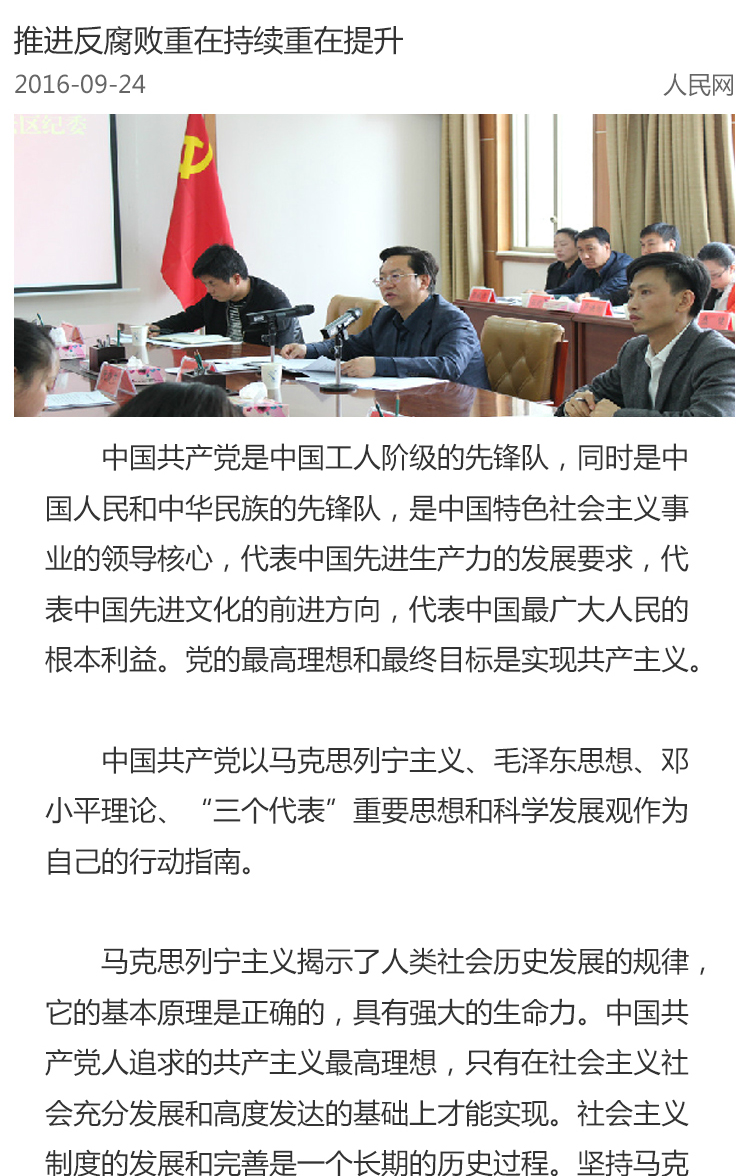 推进反腐败重在持续重在提升
2016-09-24 人民网
区纪委
中国共产党是中国工人阶级的先锋队，同时是中
国人民和中华民族的先锋队，是中国特色社会主义事
业的领导核心，代表中国先进生产力的发展要求，代
表中国先进文化的前进方向，代表中国最广大人民的
根本利益。党的最高理想和最终目标是实现共产主义。
中国共产党以马克思列宁主义、毛泽东思想、邓
小平理论、“三个代表”重要思想和科学发展观作为
自己的行动指南。
马克思列宁主义揭示了人类社会历史发展的规律，
它的基本原理是正确的，具有强大的生命力。中国共
产党人追求的共产主义最高理想，只有在社会主义社
会充分发展和高度发达的基础上才能实现。社会主义
制度的发展和完善是一个长期的历史过程。坚持马克